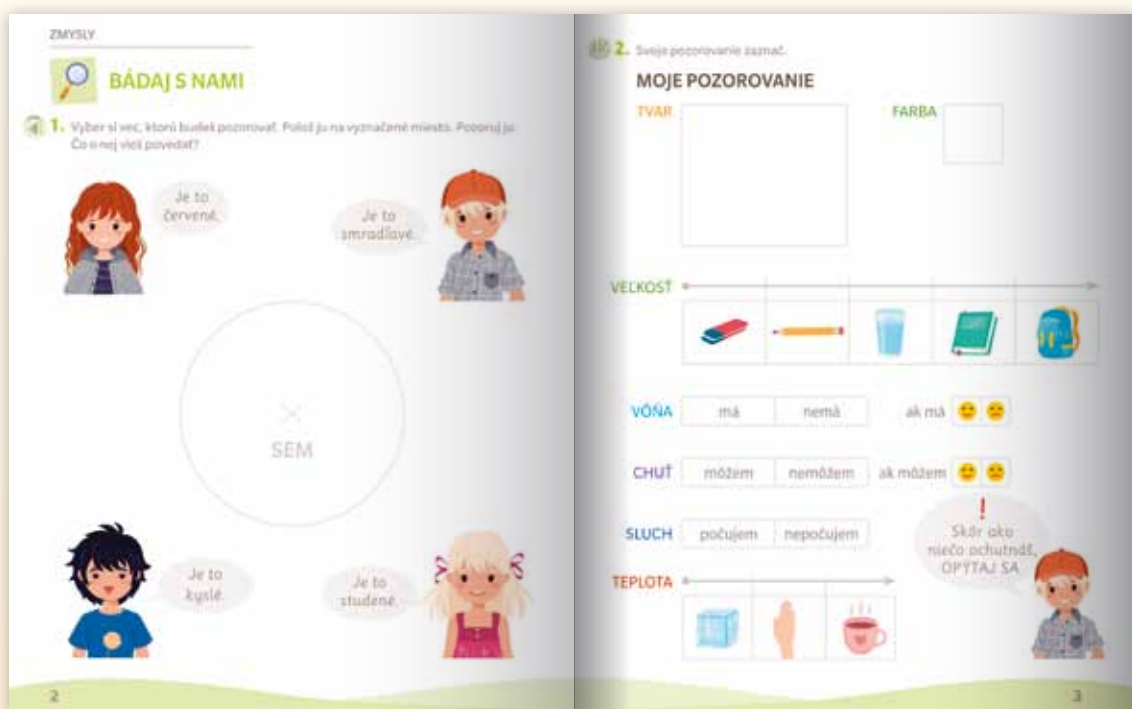 ZMYSLY
BÁDAJ S NAMI
1. Vyber si vec, ktorú budeš pozorovať. Polož ju na vyznačené miesto. Pozoruj ju.
Čo o nej vieš povedať?
Je to
červené.
Je to
smradľavé.
SEM
Je to
kyslé.
Je to
studené.
2
2. Svoje pozorovanie zaznač.
MOJE POZOROVANIE
TVAR
FARBA
VEĽKOSŤ
VÔŇA má nemá ak má
CHUŤ môžem nemôžem ak môžem
SLUCH počujem nepočujem
!
Skôr ako
niečo ochutnáš,
OPÝTAJ SA
TEPLOTA
3